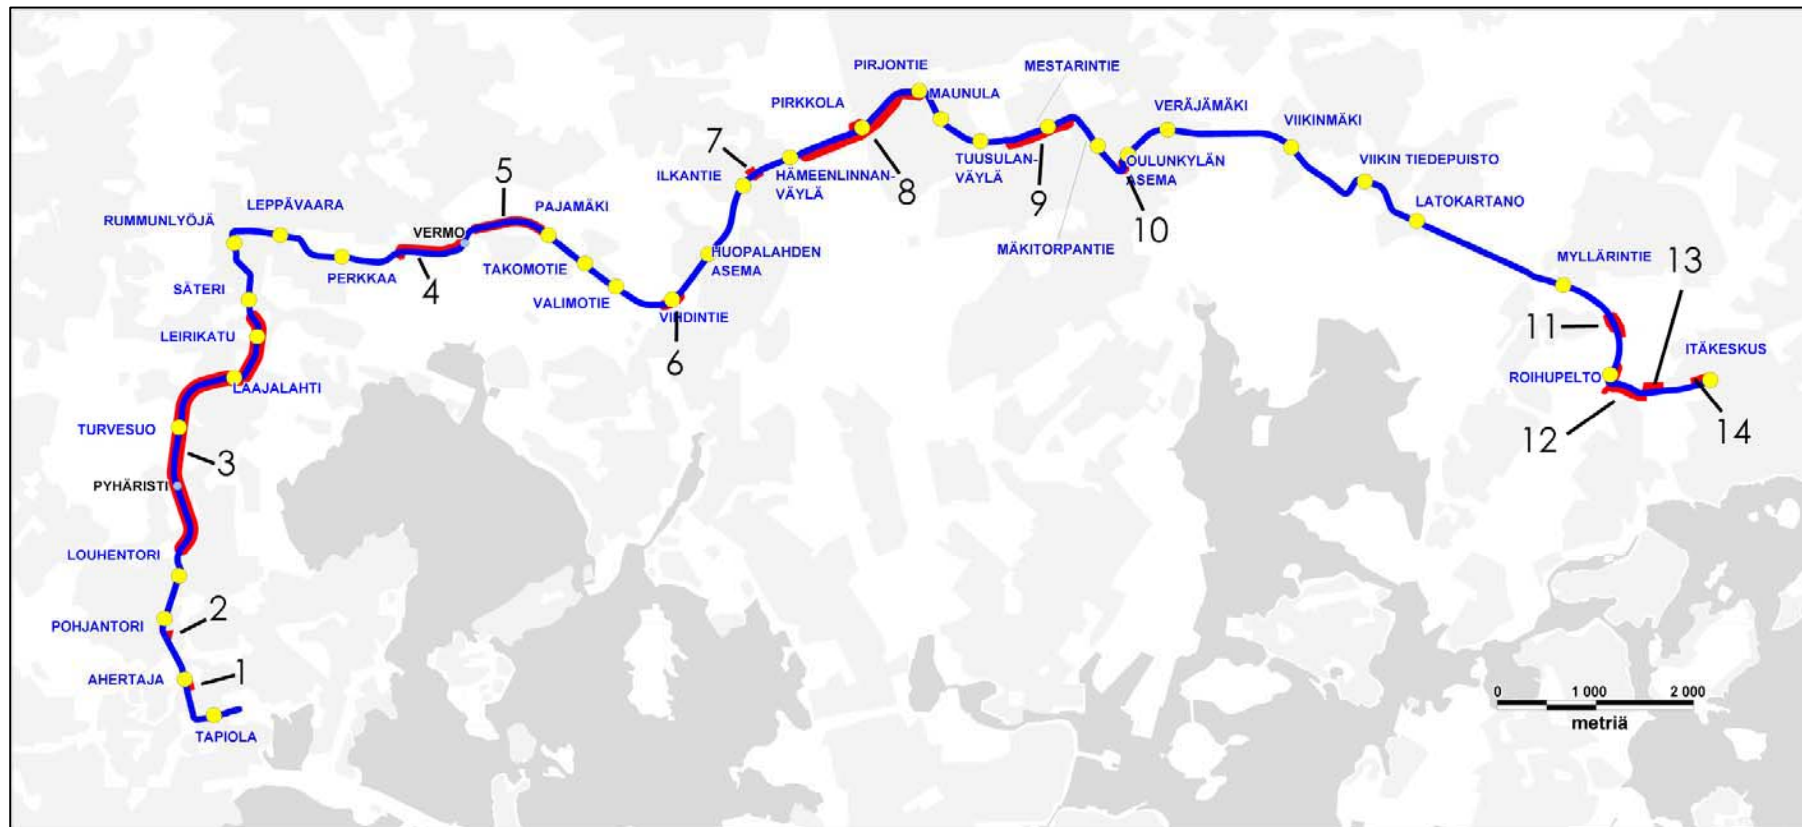 PIRJONTIE
MESTARINTIE
PIRKKOLA
MAUNULA
VERÄJÄMÄKI
VIIKINMÄKI
7
ILKANTIE
HÄMEENLINNAN-
VÄYLÄ
8
TUUSULAN-
VÄYLÄ
9
OULUNKYLÄN
ASEMA
10
VIIKIN TIEDEPUISTO
LATOKARTANO
5
LEPPÄVAARA
PAJAMÄKI
RUMMUNLYÖJÄ
VERMO
MÄKITORPANTIE
HUOPALAHDEN
ASEMA
PERKKAA
4
TAKOMOTIE
SÄTERI
VALIMOTIE
VIHDINTIE
6
MYLLÄRINTIE
13
11
LEIRIKATU
ITÄKESKUS
ROIHUPELTO
LAAJALAHTI
TURVESUO
12
14
3
PYHÄRISTI
LOUHENTORI
2
POHJANTORI
1
AHERTAJA
TAPIOLA
0 1 000 2 000
metriä